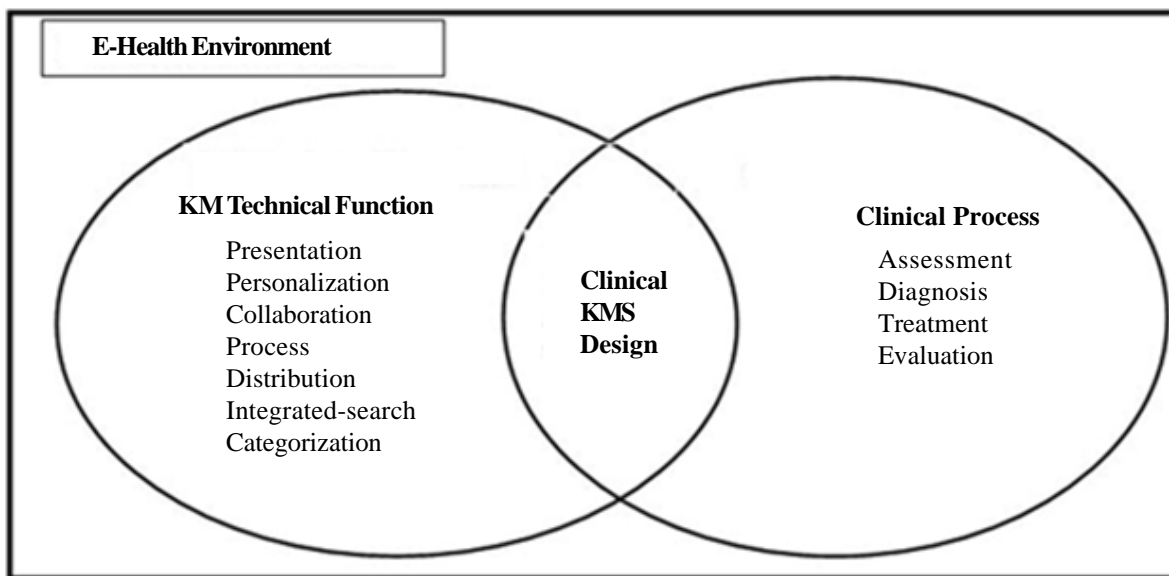 E-Health Environment
KM Technical Function
Presentation
Personalization
Collaboration
Process
Distribution
Integrated-search
Categorization
Clinical
KMS
Design
Clinical Process
Assessment
Diagnosis
Treatment
Evaluation